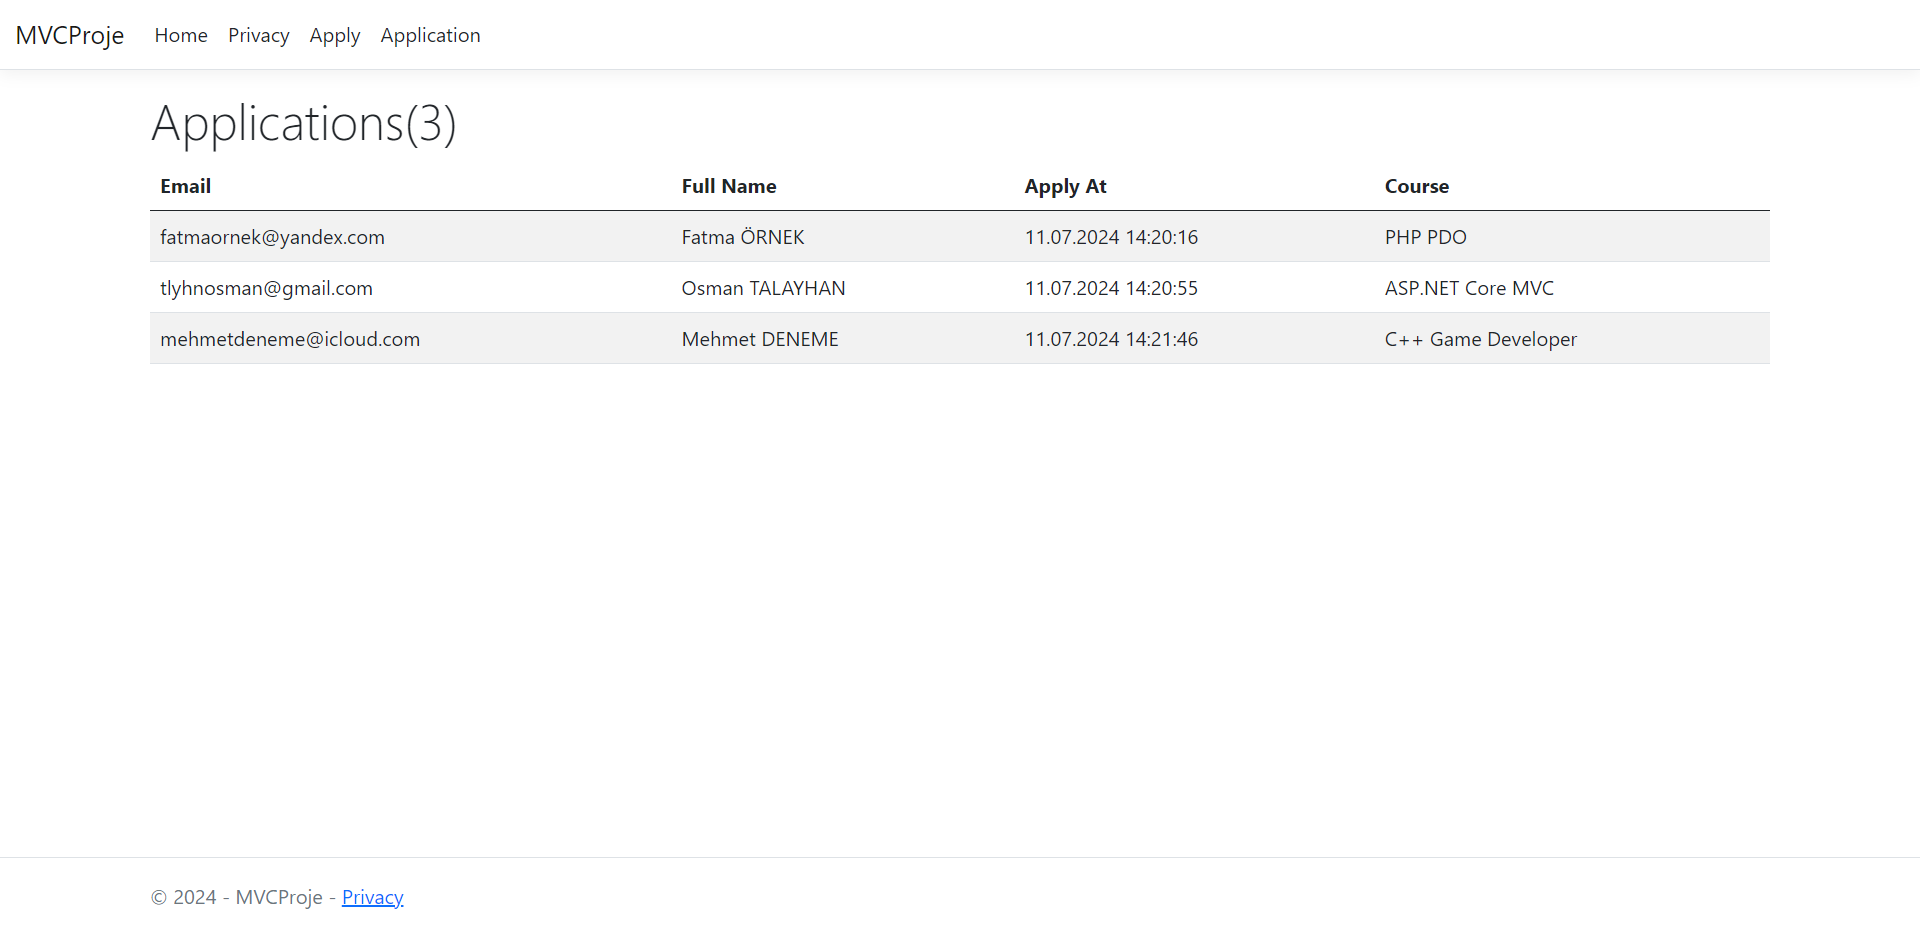 MVCProje Home Privacy Apply Application
Applications(3)
Email Full Name Apply At Course
fatmaornek@yandex.com Fatma ÖRNEK 11.07.2024 14:20:16 PHP PDO
tlyhnosman@gmail.com Osman TALAYHAN 11.07.2024 14:20:55 ASP.NET Core MVC
mehmetdeneme@icloud.com Mehmet DENEME 11.07.2024 14:21:46 C++ Game Developer
© 2024 - MVCProje - Privacy